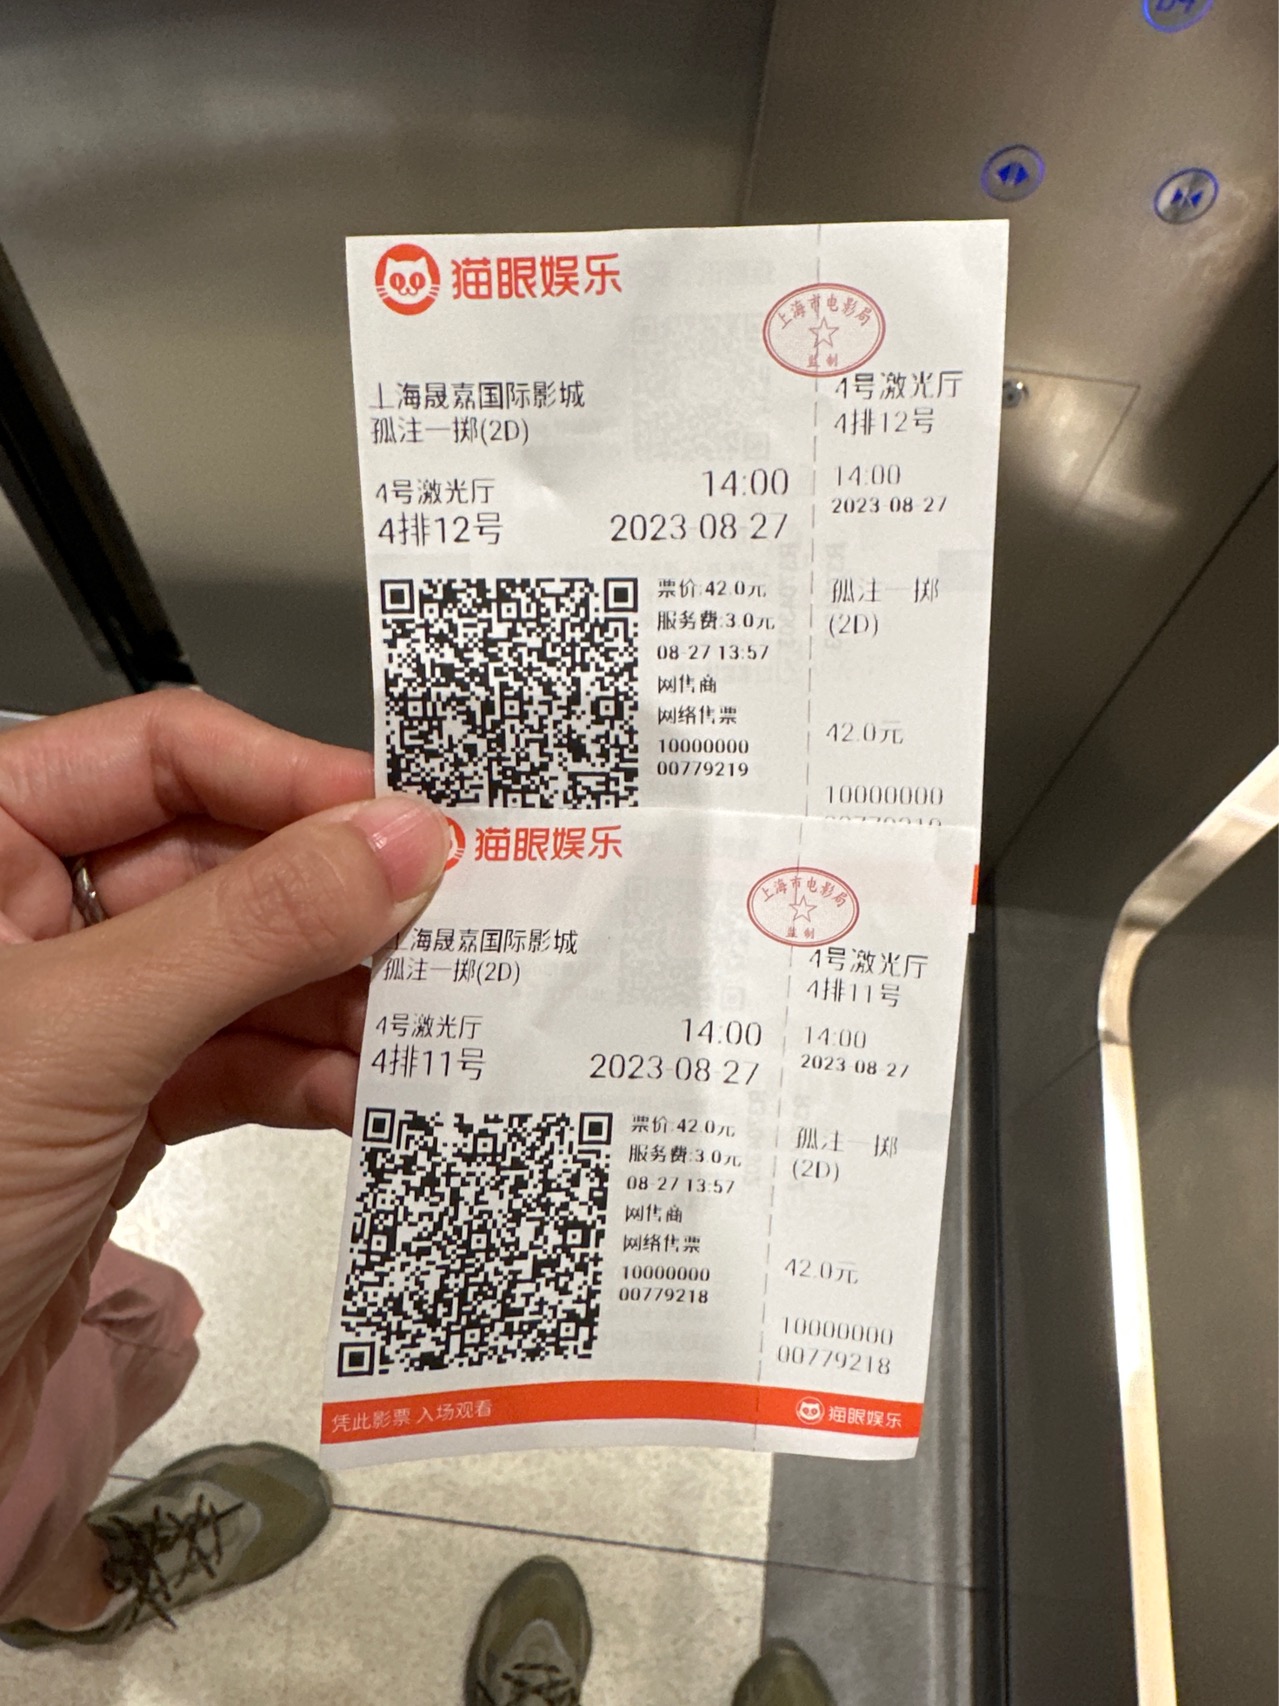 猫眼娱乐
上海市电影局
监制
上海晟嘉国际影城
孤注一掷(2D)
4号激光厅
14:00
4排12号
2023-08-27
票价:42.0元
服务费:3.0元
08-27 13:57
网售商
网络售票
10000000
00779219
4号激光厅
4排12号
14:00
2023-08-27
孤注一掷
(2D)
42.0元
10000000
猫眼娱乐
上海市电影局
监制
上海晟嘉国际影城
孤注一掷(2D)
4号激光厅
14:00
4排11号
2023-08-27
票价:42.0元
服务费:3.0元
08-27 13:57
网售商
网络售票
10000000
00779218
4号激光厅
4排11号
14:00
2023-08-27
孤注一掷
(2D)
42.0元
10000000
00779218
凭此影票 入场观看
猫眼娱乐